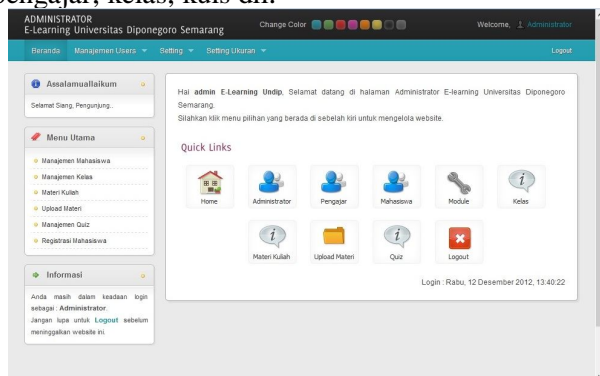 pengajar, kelas, kuis dll.
ADMINISTRATOR
E-Learning Universitas Diponegoro Semarang
Change Color
Welcome, Administrator
Beranda Manajemen Users Setting Setting Ukuran Logout
Assalamuallaikum
Selamat Siang, Pengunjung..
Menu Utama
Manajemen Mahasiswa
Manajemen Kelas
Materi Kuliah
Upload Materi
Manajemen Quiz
Registrasi Mahasiswa
Informasi
Anda masih dalam keadaan login
sebagai : Administrator.
Jangan lupa untuk Logout sebelum
meninggalkan website ini.
Hai admin E-Learning Undip, Selamat datang di halaman Administrator E-learning Universitas Diponegoro
Semarang.
Silahkan klik menu pilihan yang berada di sebelah kiri untuk mengelola website.
Quick Links
Home Administrator Pengajar Mahasiswa Module Kelas
Materi Kuliah Upload Materi Quiz Logout
Login : Rabu, 12 Desember 2012, 13:40:22